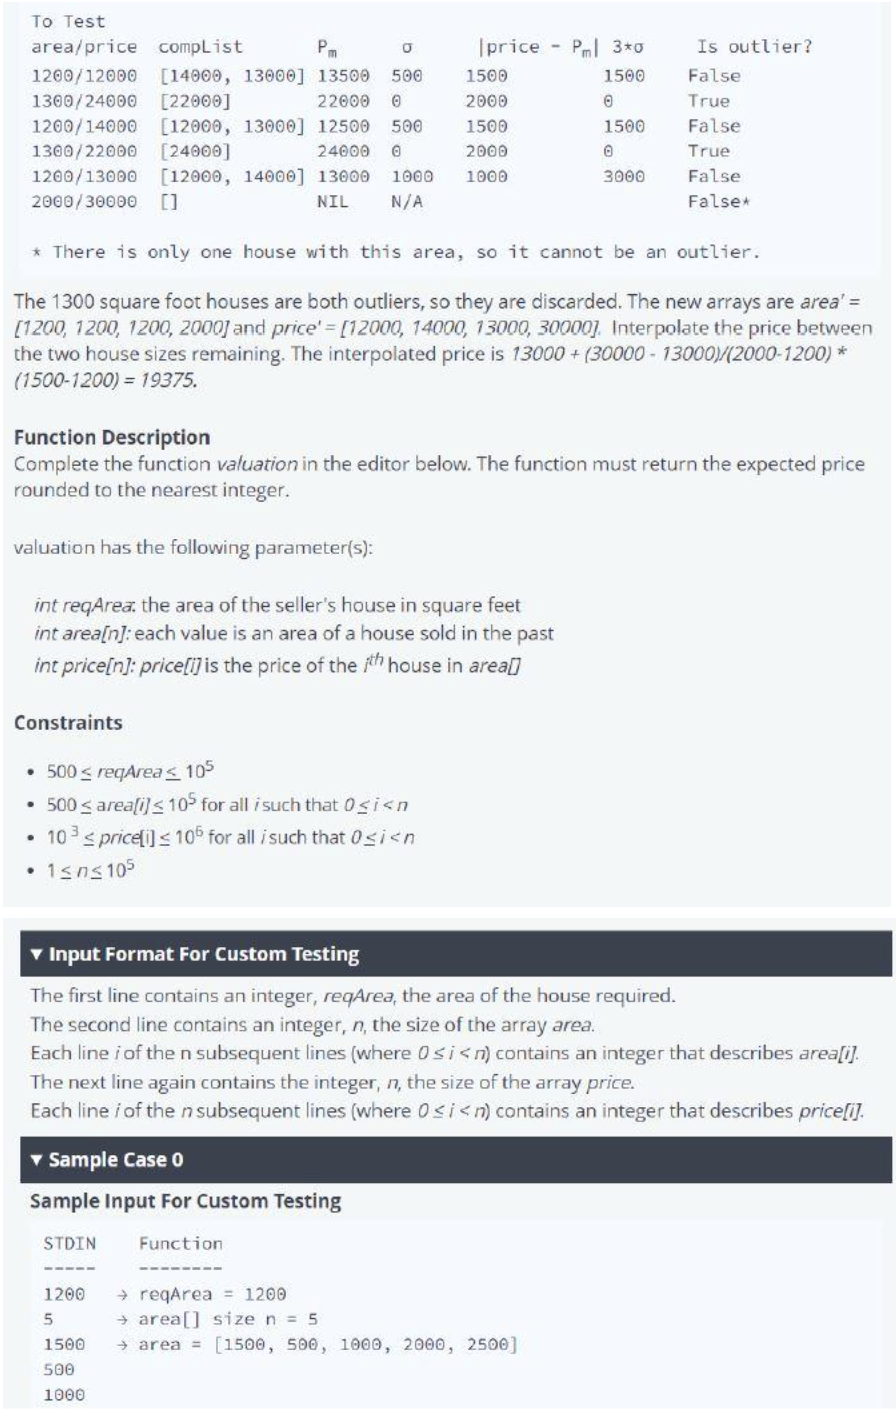 To Test
area/price compList Pm σ |price - Pm| 3*σ Is outlier?
1200/12000 [14000, 13000] 13500 500 1500 1500 False
1300/24000 [22000] 22000 0 2000 0 True
1200/14000 [12000, 13000] 12500 500 1500 1500 False
1300/22000 [24000] 24000 0 2000 0 True
1200/13000 [12000, 14000] 13000 1000 1000 3000 False
2000/30000 [] NIL N/A False*
* There is only one house with this area, so it cannot be an outlier.
The 1300 square foot houses are both outliers, so they are discarded. The new arrays are area' =
[1200, 1200, 1200, 2000] and price' = [12000, 14000, 13000, 30000]. Interpolate the price between
the two house sizes remaining. The interpolated price is 13000 + (30000 - 13000)/(2000-1200) *
(1500-1200) = 19375.
Function Description
Complete the function valuation in the editor below. The function must return the expected price
rounded to the nearest integer.
valuation has the following parameter(s):
int reqArea: the area of the seller's house in square feet
int area[n]: each value is an area of a house sold in the past
int price[n]: price[i] is the price of the ith house in area[]
Constraints
• 500 ≤ reqArea ≤ 10^5
• 500 ≤ area[i] ≤ 10^5 for all i such that 0 ≤ i < n
• 10^3 ≤ price[i] ≤ 10^6 for all i such that 0 ≤ i < n
• 1 ≤ n ≤ 10^5
▼ Input Format For Custom Testing
The first line contains an integer, reqArea, the area of the house required.
The second line contains an integer, n, the size of the array area.
Each line i of the n subsequent lines (where 0 ≤ i < n) contains an integer that describes area[i].
The next line again contains the integer, n, the size of the array price.
Each line i of the n subsequent lines (where 0 ≤ i < n) contains an integer that describes price[i].
▼ Sample Case 0
Sample Input For Custom Testing
STDIN Function
----- --------
1200 → reqArea = 1200
5 → area[] size n = 5
1500 → area = [1500, 500, 1000, 2000, 2500]
500
1000